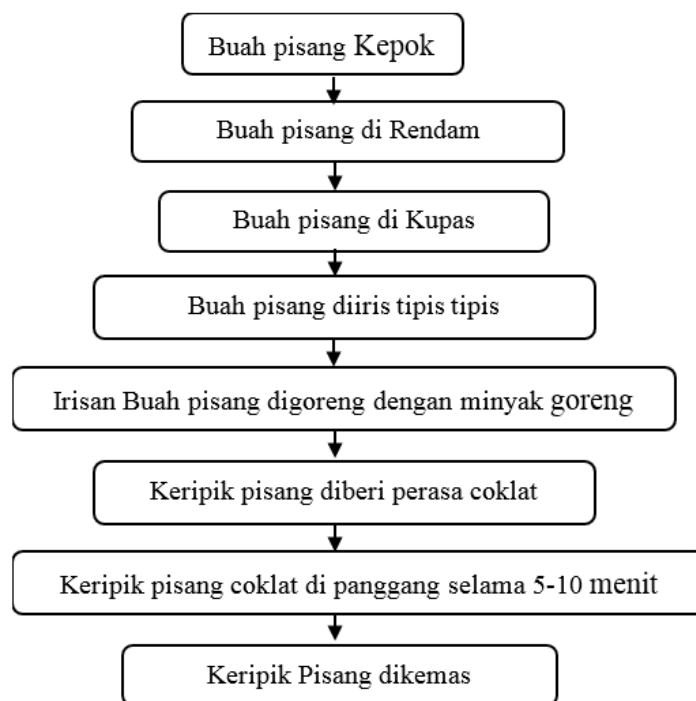 Buah pisang Kepok
Buah pisang di Rendam
Buah pisang di Kupas
Buah pisang diiris tipis tipis
Irisan Buah pisang digoreng dengan minyak goreng
Keripik pisang diberi perasa coklat
Keripik pisang coklat di panggang selama 5-10 menit
Keripik Pisang dikemas